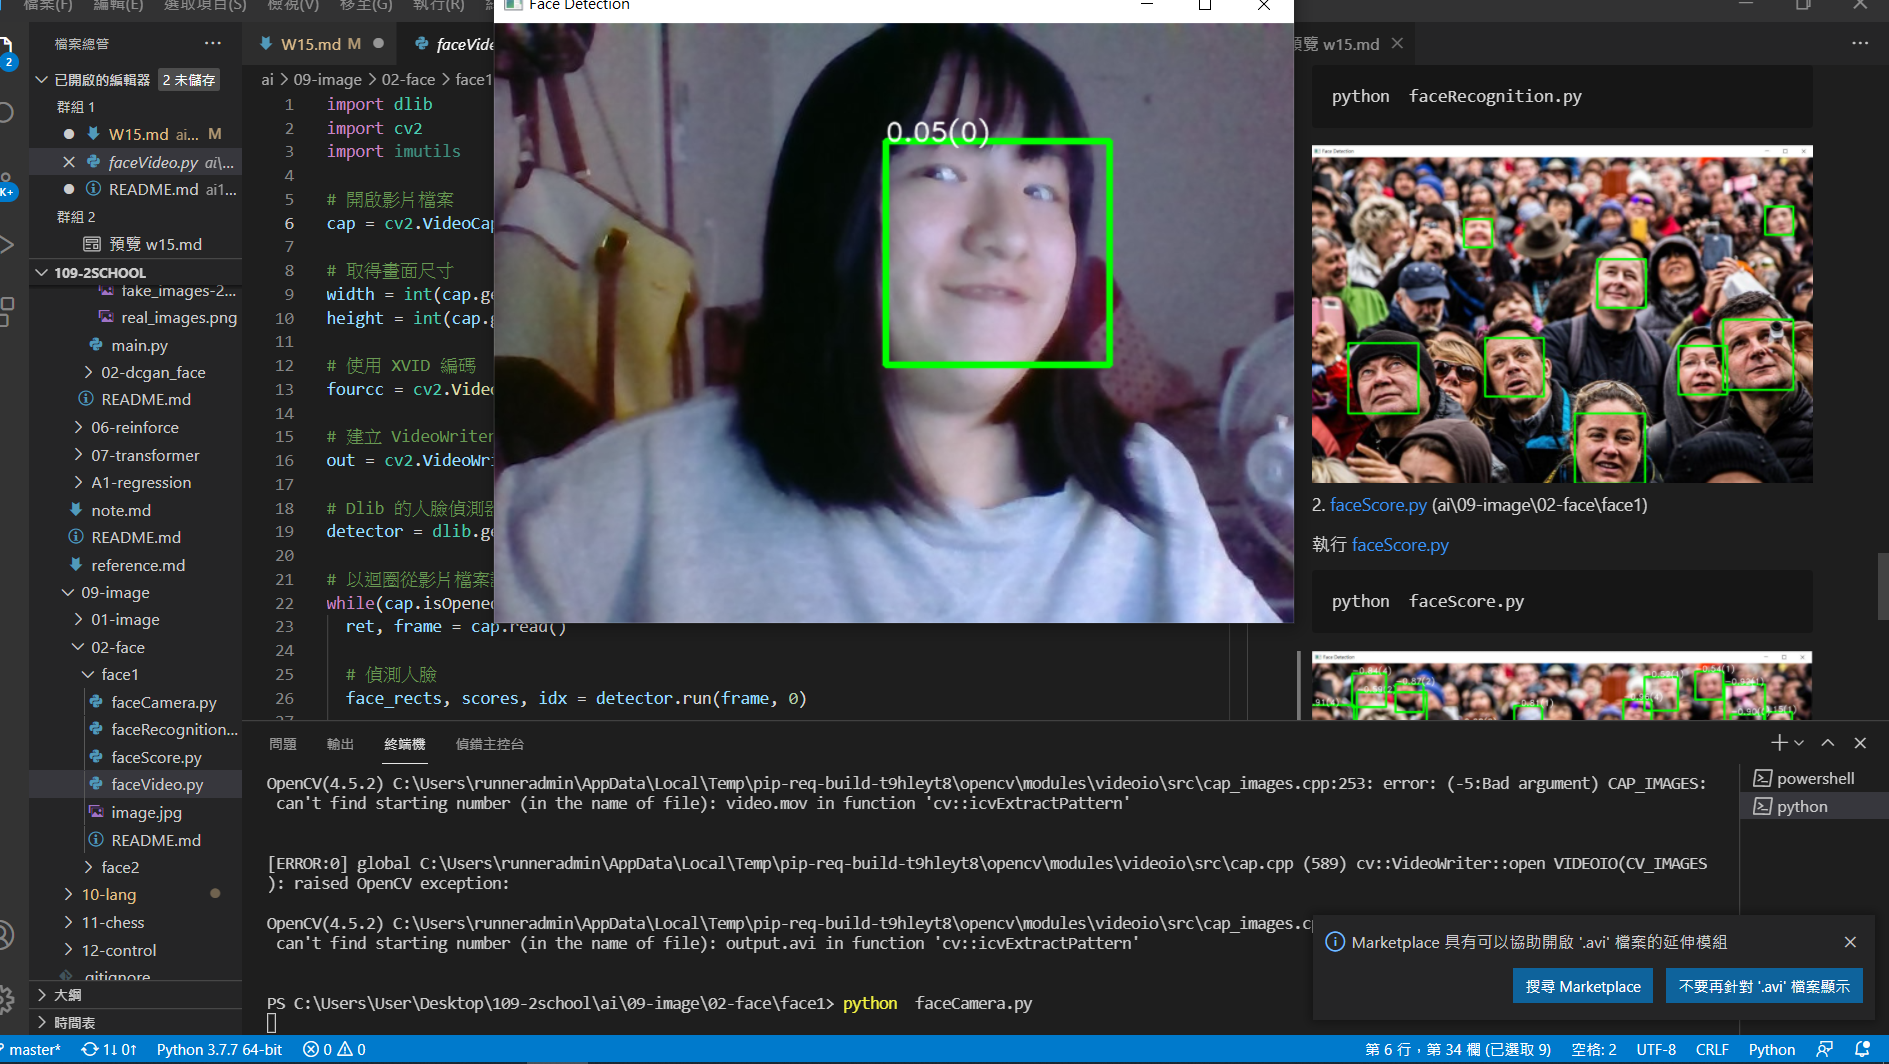 檔案(F) 編輯(E) 選取項目(S) 檢視(V) 移至(G) 執行(R)
Face Detection
檔案總管
W15.md M
faceVide
預覽 w15.md
已開啟的編輯器 2 未儲存
群組 1
W15.md ai... M
faceVideo.py ai\...
README.md ai1...
群組 2
預覽 w15.md
109-2SCHOOL
fake_images-2...
real_images.png
main.py
02-dcgan_face
README.md
06-reinforce
07-transformer
A1-regression
note.md
README.md
reference.md
09-image
01-image
02-face
face1
faceCamera.py
faceRecognition...
faceScore.py
faceVideo.py
image.jpg
README.md
face2
10-lang
11-chess
12-control
.gitignore
大綱
時間表
2
K+
ai > 09-image > 02-face > face1
1 import dlib
2 import cv2
3 import imutils
4
5 # 開啟影片檔案
6 cap = cv2.VideoCap
7
8 # 取得畫面尺寸
9 width = int(cap.ge
10 height = int(cap.g
11
12 # 使用 XVID 編碼
13 fourcc = cv2.Video
14
15 # 建立 VideoWriter
16 out = cv2.VideoWri
17
18 # Dlib 的人臉偵測器
19 detector = dlib.ge
20
21 # 以迴圈從影片檔案
22 while(cap.isOpened
23 ret, frame = cap.read()
24
25 # 偵測人臉
26 face_rects, scores, idx = detector.run(frame, 0)
27
0.05(0)
python faceRecognition.py
Face Detection
2. faceScore.py (ai\09-image\02-face\face1)
執行 faceScore.py
python faceScore.py
Face Detection
問題 輸出 終端機 偵錯主控台
OpenCV(4.5.2) C:\Users\runneradmin\AppData\Local\Temp\pip-req-build-t9hleyt8\opencv\modules\videoio\src\cap_images.cpp:253: error: (-5:Bad argument) CAP_IMAGES:
can't find starting number (in the name of file): video.mov in function 'cv::icvExtractPattern'
[ERROR:0] global C:\Users\runneradmin\AppData\Local\Temp\pip-req-build-t9hleyt8\opencv\modules\videoio\src\cap.cpp (589) cv::VideoWriter::open VIDEOIO(CV_IMAGES
): raised OpenCV exception:
OpenCV(4.5.2) C:\Users\runneradmin\AppData\Local\Temp\pip-req-build-t9hleyt8\opencv\modules\videoio\src\cap_images.cp
can't find starting number (in the name of file): output.avi in function 'cv::icvExtractPattern'
PS C:\Users\User\Desktop\109-2school\ai\09-image\02-face\face1> python faceCamera.py
powershell
python
Marketplace 具有可以協助開啟 '.avi' 檔案的延伸模組
搜尋 Marketplace
不要再針對 '.avi' 檔案顯示
master* 1↓ 0↑ Python 3.7.7 64-bit 0 0
第 6 行，第 34 欄 (已選取 9) 空格: 2 UTF-8 CRLF Python